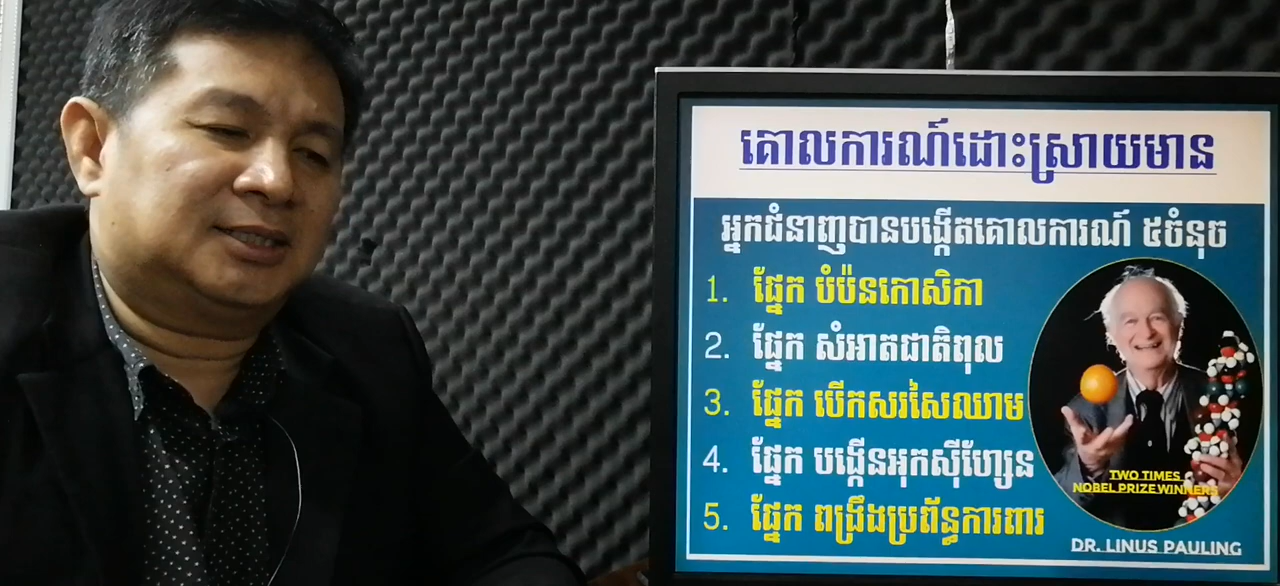 គោលការណ៍ដោះស្រាយមាន
អ្នកជំនាញបានបង្កើតគោលការណ៍ ៥ចំនុច
1. ផ្នែក បំប៉នកោសិកា
2. ផ្នែក សំអាតជាតិពុល
3. ផ្នែក បើកសរសៃឈាម
4. ផ្នែក បង្កើនអុកស៊ីហ្សែន
5. ផ្នែក ពង្រឹងប្រព័ន្ធការពារ
TWO TIMES
NOBEL PRIZE WINNERS
DR. LINUS PAULING